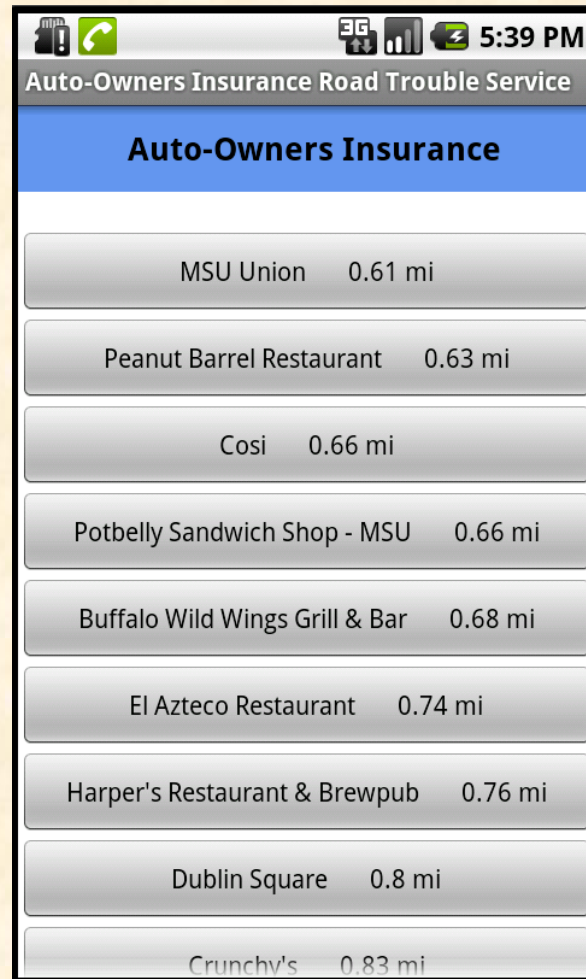 3G 5:39 PM
Auto-Owners Insurance Road Trouble Service
Auto-Owners Insurance
MSU Union 0.61 mi
Peanut Barrel Restaurant 0.63 mi
Cosi 0.66 mi
Potbelly Sandwich Shop - MSU 0.66 mi
Buffalo Wild Wings Grill & Bar 0.68 mi
El Azteco Restaurant 0.74 mi
Harper's Restaurant & Brewpub 0.76 mi
Dublin Square 0.8 mi
Crunchy's 0.83 mi